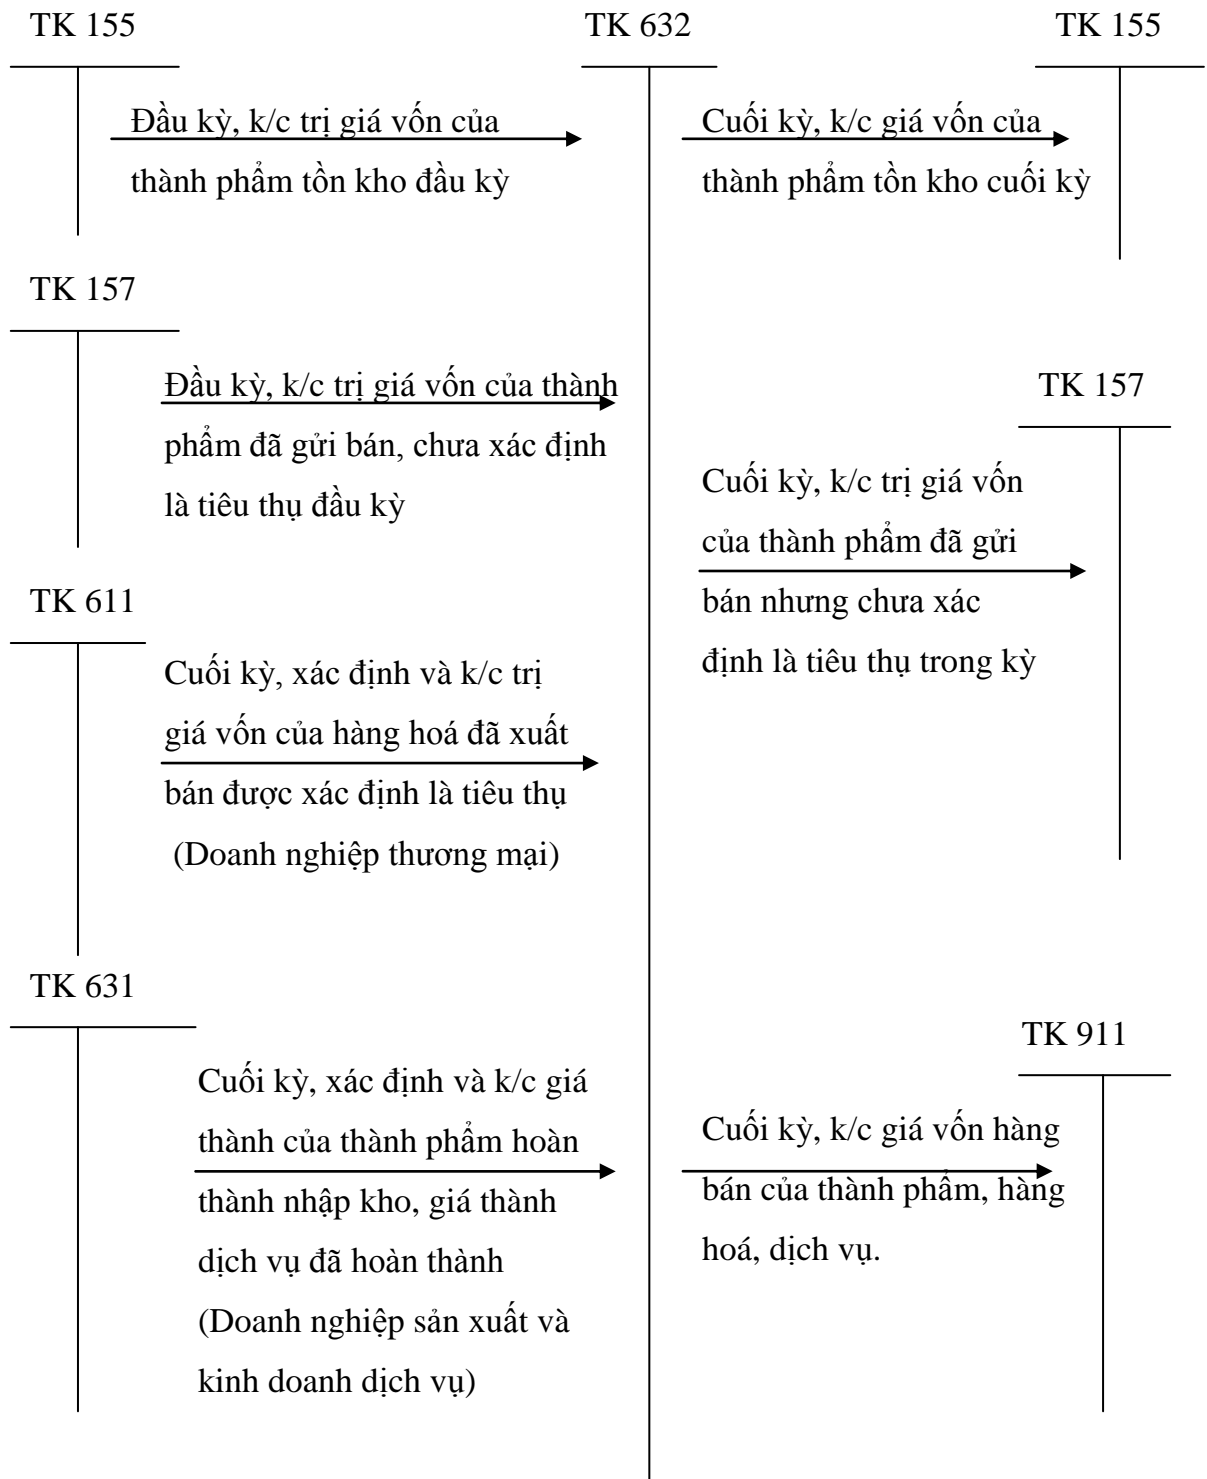 TK 155
TK 632
TK 155
Đầu kỳ, k/c trị giá vốn của
thành phẩm tồn kho đầu kỳ
Cuối kỳ, k/c giá vốn của
thành phẩm tồn kho cuối kỳ
TK 157
Đầu kỳ, k/c trị giá vốn của thành
phẩm đã gửi bán, chưa xác định
là tiêu thụ đầu kỳ
TK 157
Cuối kỳ, k/c trị giá vốn
của thành phẩm đã gửi
bán nhưng chưa xác
định là tiêu thụ trong kỳ
TK 611
Cuối kỳ, xác định và k/c trị
giá vốn của hàng hoá đã xuất
bán được xác định là tiêu thụ
(Doanh nghiệp thương mại)
TK 631
Cuối kỳ, xác định và k/c giá
thành của thành phẩm hoàn
thành nhập kho, giá thành
dịch vụ đã hoàn thành
(Doanh nghiệp sản xuất và
kinh doanh dịch vụ)
TK 911
Cuối kỳ, k/c giá vốn hàng
bán của thành phẩm, hàng
hoá, dịch vụ.